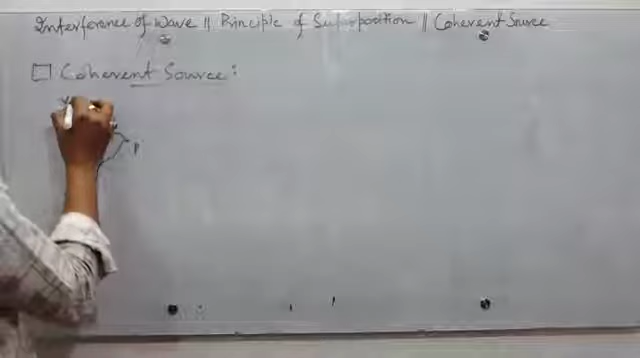 Interference of Wave || Principle of Superposition || Coherent Source
□ Coherent Source:
P